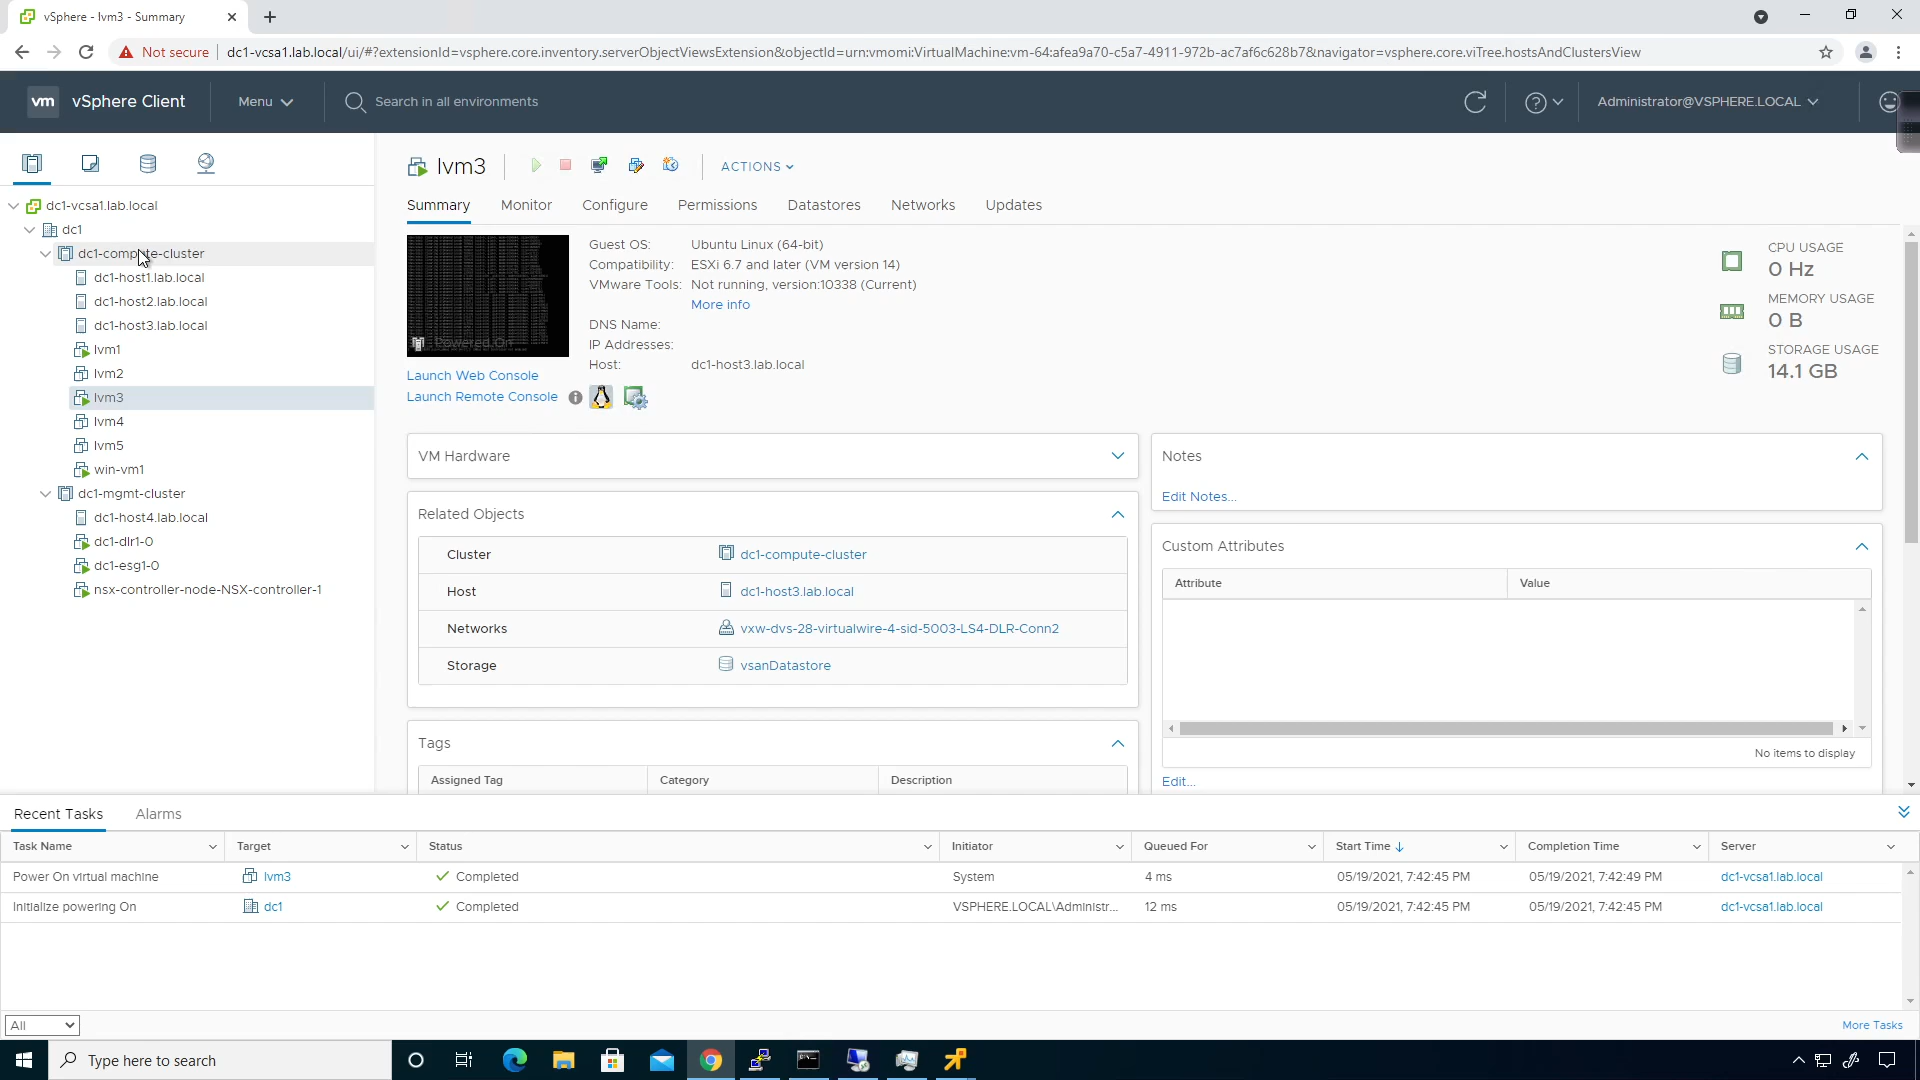 vSphere - lvm3 - Summary
Not secure
dc1-vcsa1.lab.local/ui/#?extensionId=vsphere.core.inventory.serverObjectViewsExtension&objectId=urn:vmomi:VirtualMachine:vm-64:afea9a70-c5a7-4911-972b-ac7af6c628b7&navigator=vsphere.core.viTree.hostsAndClustersView
vm vSphere Client
Menu
Search in all environments
Administrator@VSPHERE.LOCAL
dc1-vcsa1.lab.local
dc1
dc1-compute-cluster
dc1-host1.lab.local
dc1-host2.lab.local
dc1-host3.lab.local
lvm1
lvm2
lvm3
lvm4
lvm5
win-vm1
dc1-mgmt-cluster
dc1-host4.lab.local
dc1-dlr1-0
dc1-esg1-0
nsx-controller-node-NSX-controller-1
lvm3
ACTIONS
Summary Monitor Configure Permissions Datastores Networks Updates
Powered On
Launch Web Console
Launch Remote Console
Guest OS: Ubuntu Linux (64-bit)
Compatibility: ESXi 6.7 and later (VM version 14)
VMware Tools: Not running, version:10338 (Current)
More info
DNS Name:
IP Addresses:
Host: dc1-host3.lab.local
CPU USAGE
0 Hz
MEMORY USAGE
0 B
STORAGE USAGE
14.1 GB
VM Hardware
Related Objects
Cluster dc1-compute-cluster
Host dc1-host3.lab.local
Networks vxw-dvs-28-virtualwire-4-sid-5003-LS4-DLR-Conn2
Storage vsanDatastore
Tags
Assigned Tag Category Description
Notes
Edit Notes...
Custom Attributes
Attribute Value
No items to display
Edit...
Recent Tasks Alarms
Task Name Target Status Initiator Queued For Start Time Completion Time Server
Power On virtual machine lvm3 Completed System 4 ms 05/19/2021, 7:42:45 PM 05/19/2021, 7:42:49 PM dc1-vcsa1.lab.local
Initialize powering On dc1 Completed VSPHERE.LOCAL\Administr... 12 ms 05/19/2021, 7:42:45 PM 05/19/2021, 7:42:45 PM dc1-vcsa1.lab.local
All
More Tasks
Type here to search